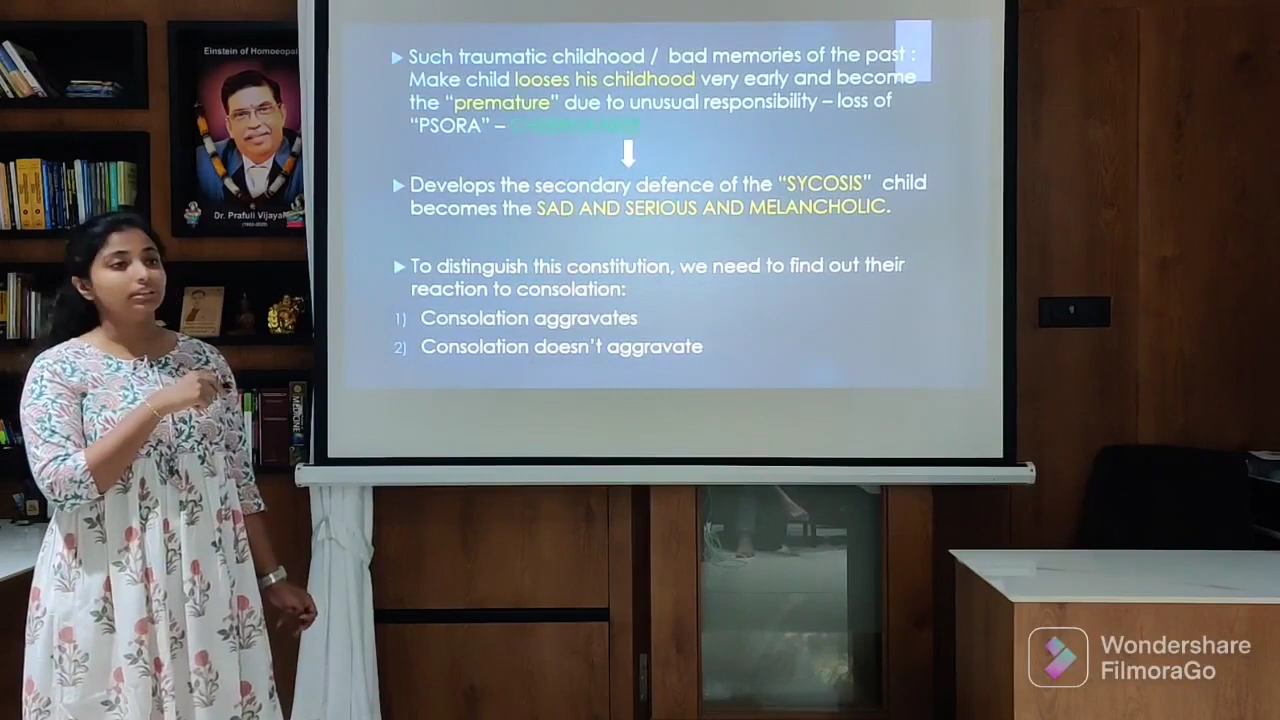 Einstein of Homoeopa
Dr. Prafull Vijayak
▶ Such traumatic childhood / bad memories of the past :
Make child looses his childhood very early and become
the “premature” due to unusual responsibility – loss of
“PSORA” –
▶ Develops the secondary defence of the “SYCOSIS” child
becomes the SAD AND SERIOUS AND MELANCHOLIC.
▶ To distinguish this constitution, we need to find out their
reaction to consolation:
1) Consolation aggravates
2) Consolation doesn’t aggravate
MEDICINE
Wondershare
FilmoraGo